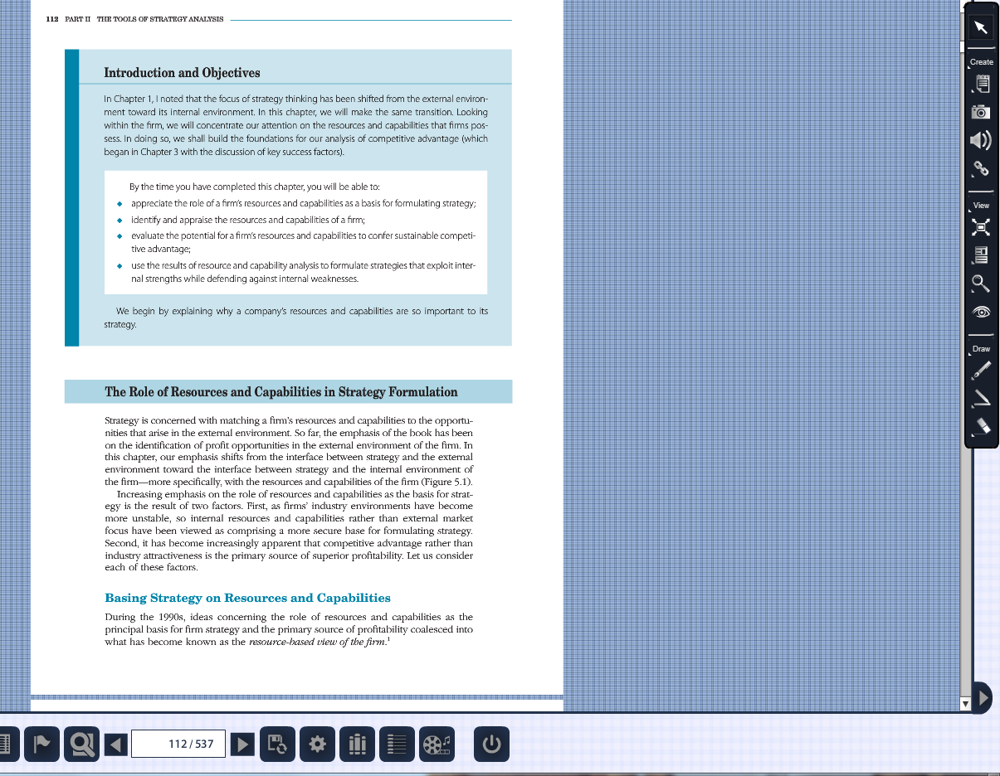 112 PART II THE TOOLS OF STRATEGY ANALYSIS
Introduction and Objectives
In Chapter 1, I noted that the focus of strategy thinking has been shifted from the external environ-
ment toward its internal environment. In this chapter, we will make the same transition. Looking
within the firm, we will concentrate our attention on the resources and capabilities that firms pos-
sess. In doing so, we shall build the foundations for our analysis of competitive advantage (which
began in Chapter 3 with the discussion of key success factors).
By the time you have completed this chapter, you will be able to:
◆ appreciate the role of a firm's resources and capabilities as a basis for formulating strategy;
◆ identify and appraise the resources and capabilities of a firm;
◆ evaluate the potential for a firm's resources and capabilities to confer sustainable competi-
tive advantage;
◆ use the results of resource and capability analysis to formulate strategies that exploit inter-
nal strengths while defending against internal weaknesses.
We begin by explaining why a company's resources and capabilities are so important to its
strategy.
The Role of Resources and Capabilities in Strategy Formulation
Strategy is concerned with matching a firm's resources and capabilities to the opportu-
nities that arise in the external environment. So far, the emphasis of the book has been
on the identification of profit opportunities in the external environment of the firm. In
this chapter, our emphasis shifts from the interface between strategy and the external
environment toward the interface between strategy and the internal environment of
the firm—more specifically, with the resources and capabilities of the firm (Figure 5.1).
Increasing emphasis on the role of resources and capabilities as the basis for strat-
egy is the result of two factors. First, as firms' industry environments have become
more unstable, so internal resources and capabilities rather than external market
focus have been viewed as comprising a more secure base for formulating strategy.
Second, it has become increasingly apparent that competitive advantage rather than
industry attractiveness is the primary source of superior profitability. Let us consider
each of these factors.
Basing Strategy on Resources and Capabilities
During the 1990s, ideas concerning the role of resources and capabilities as the
principal basis for firm strategy and the primary source of profitability coalesced into
what has become known as the resource-based view of the firm.1
Create
View
Draw
112 / 537